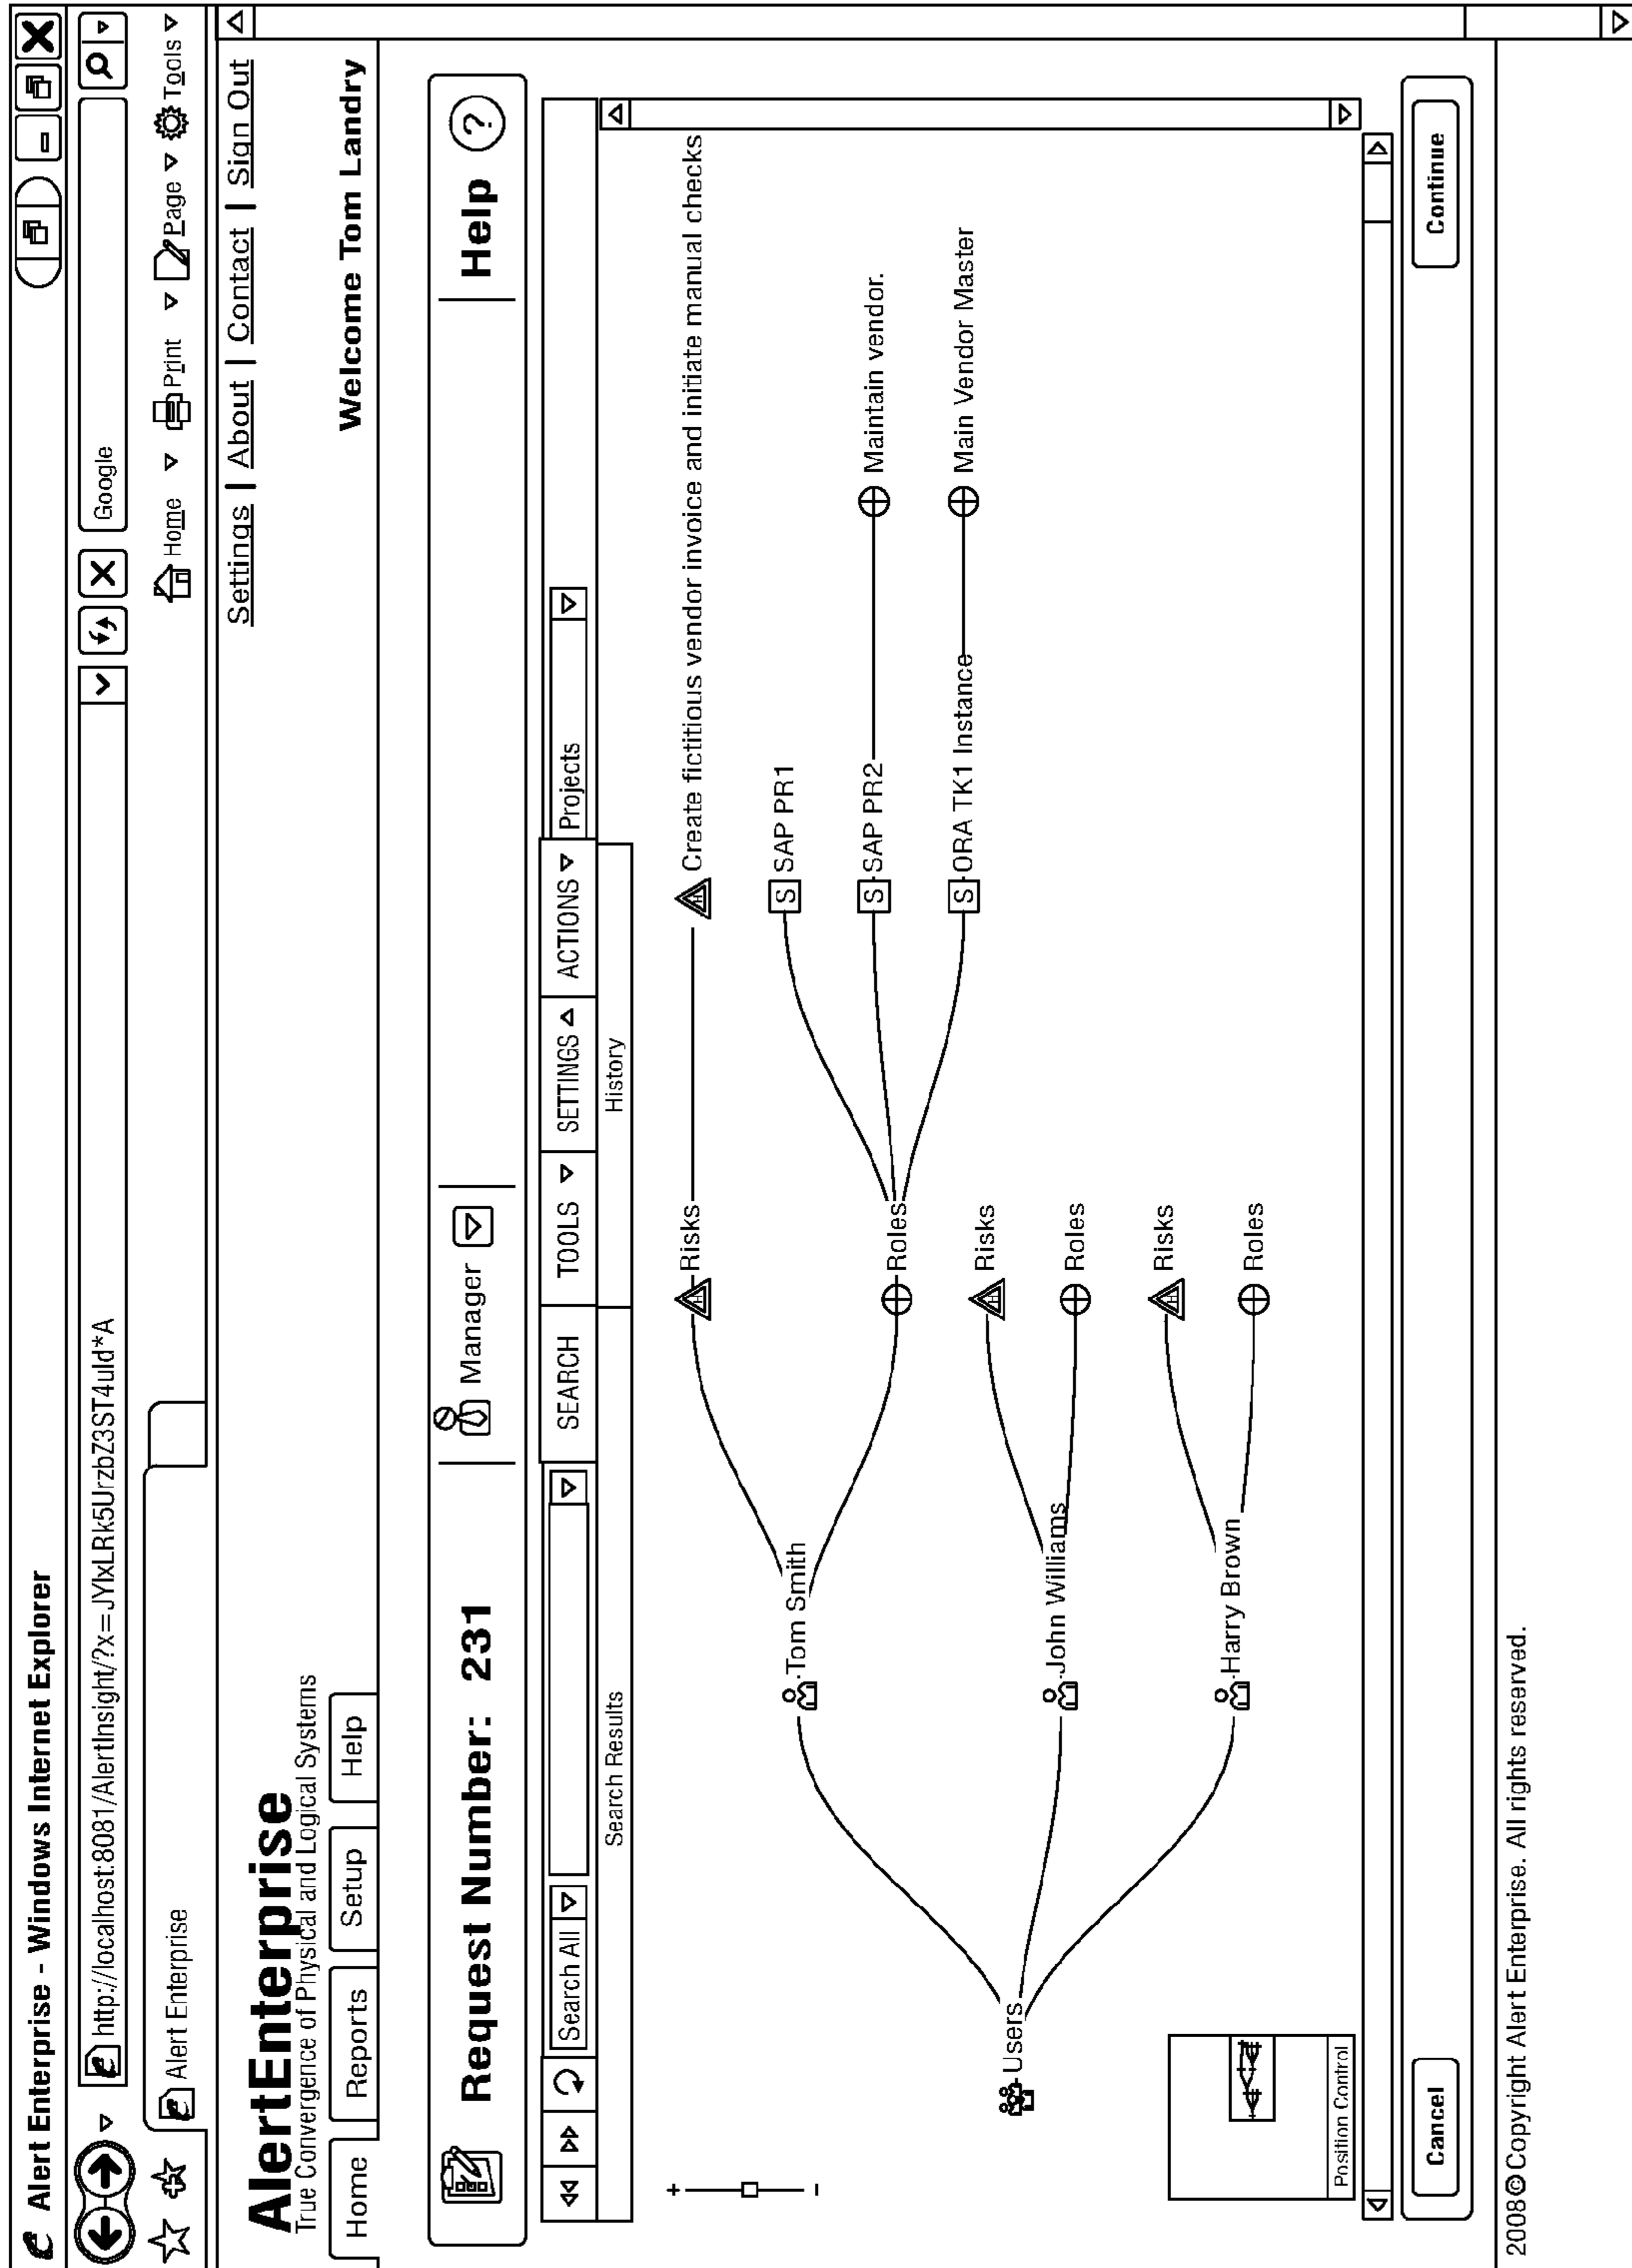 Alert Enterprise - Windows Internet Explorer
http://localhost:8081/AlertInsight/?x=JYlxLRk5UrzbZ3ST4uld*A
Google
Alert Enterprise
Home Print Page Tools
Settings | About | Contact | Sign Out
AlertEnterprise
True Convergence of Physical and Logical Systems
Welcome Tom Landry
Home Reports Setup Help
Request Number: 231 Manager Help ?
Search All SEARCH TOOLS SETTINGS ACTIONS Projects
Search Results History
+
-
Risks H Create fictitious vendor invoice and initiate manual checks
S SAP PR1
Tom Smith
S SAP PR2 Maintain vendor.
Roles
S ORA TK1 Instance Main Vendor Master
Risks
Users
John Williams
Roles
Risks
Harry Brown
Roles
Position Control
Cancel Continue
2008©Copyright Alert Enterprise. All rights reserved.